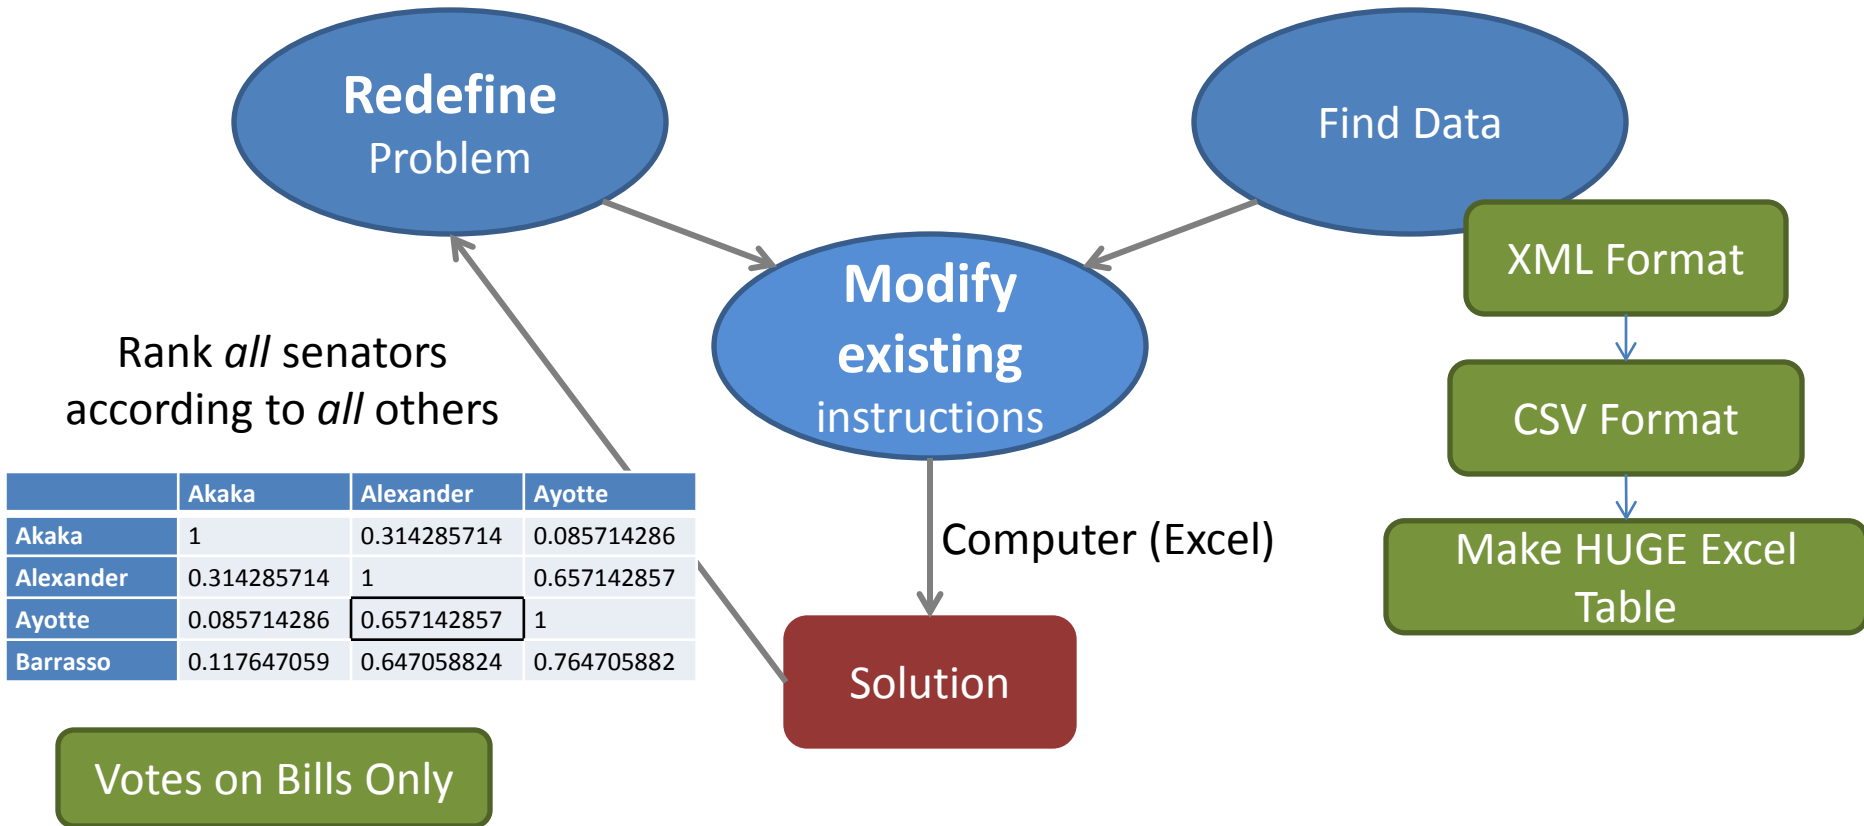 Redefine
Problem
Find Data
XML Format
CSV Format
Make HUGE Excel
Table
Modify
existing
instructions
Computer (Excel)
Solution
Rank all senators
according to all others
Akaka Alexander Ayotte
Akaka 1 0.314285714 0.085714286
Alexander 0.314285714 1 0.657142857
Ayotte 0.085714286 0.657142857 1
Barrasso 0.117647059 0.647058824 0.764705882
Votes on Bills Only